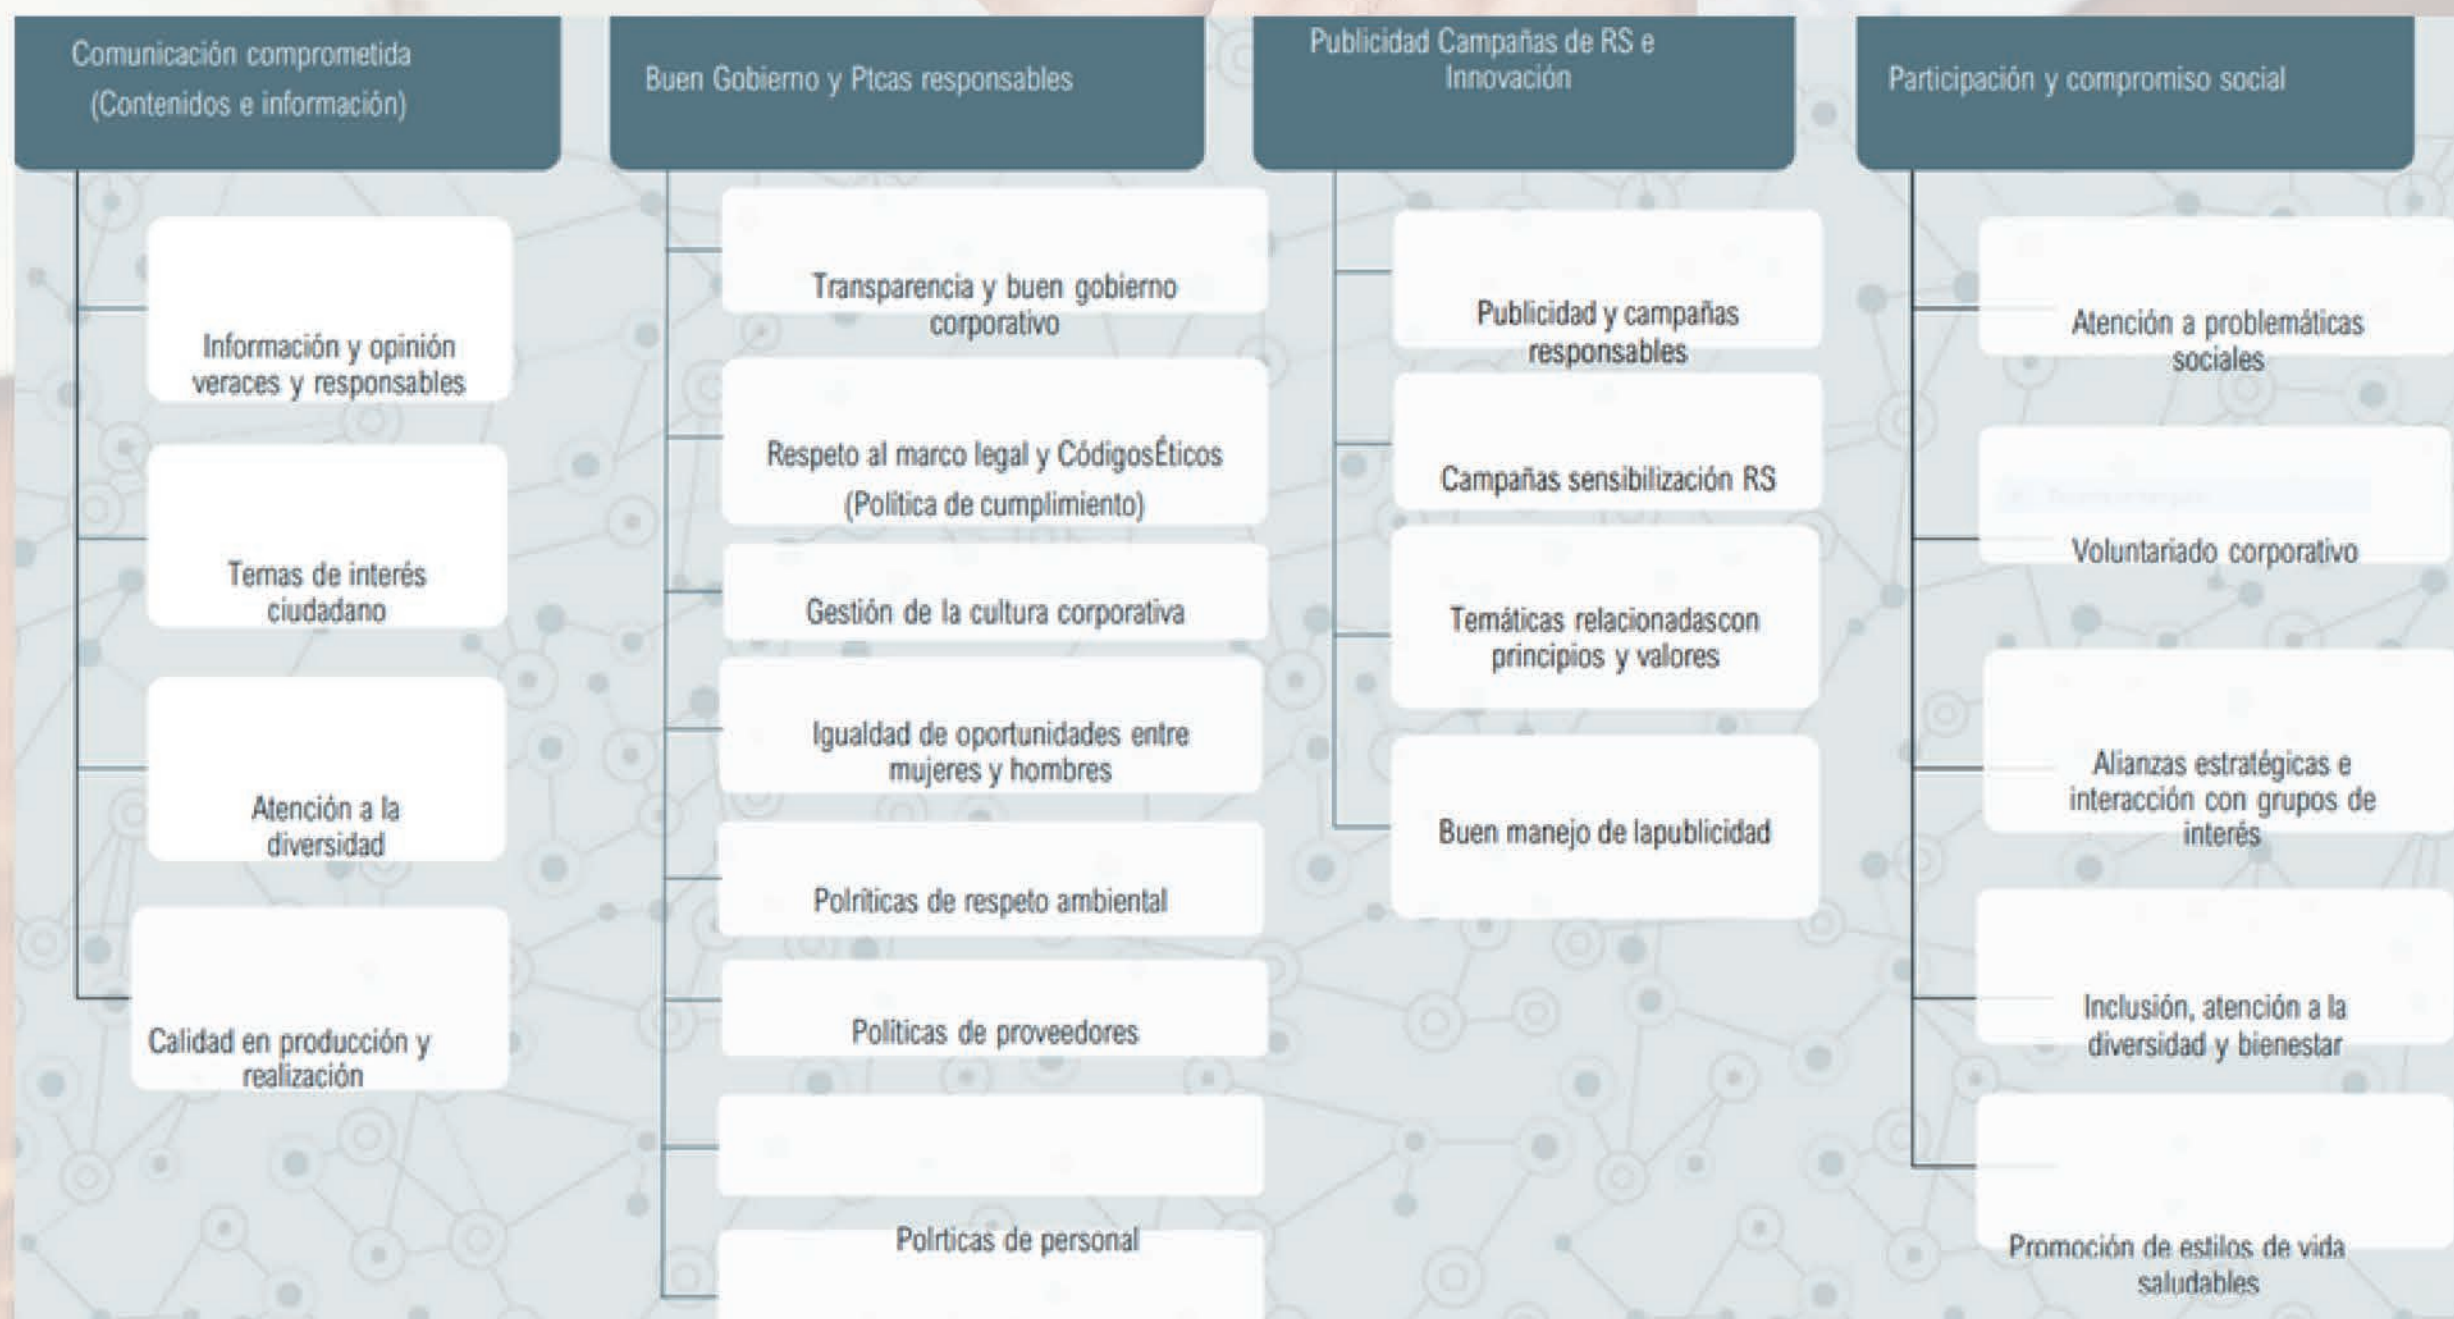 Comunicación comprometida
(Contenidos e información)
Información y opinión
veraces y responsables
Temas de interés
ciudadano
Atención a la
diversidad
Calidad en producción y
realización
Buen Gobierno y Ptcas responsables
Transparencia y buen gobierno
corporativo
Respeto al marco legal y CódigosÉticos
(Política de cumplimiento)
Gestión de la cultura corporativa
Igualdad de oportunidades entre
mujeres y hombres
Polríticas de respeto ambiental
Políticas de proveedores
Polrticas de personal
Publicidad Campañas de RS e
Innovación
Publicidad y campañas
responsables
Campañas sensibilización RS
Temáticas relacionadascon
principios y valores
Buen manejo de lapublicidad
Participación y compromiso social
Atención a problemáticas
sociales
Voluntariado corporativo
Alianzas estratégicas e
interacción con grupos de
interés
Inclusión, atención a la
diversidad y bienestar
Promoción de estilos de vida
saludables